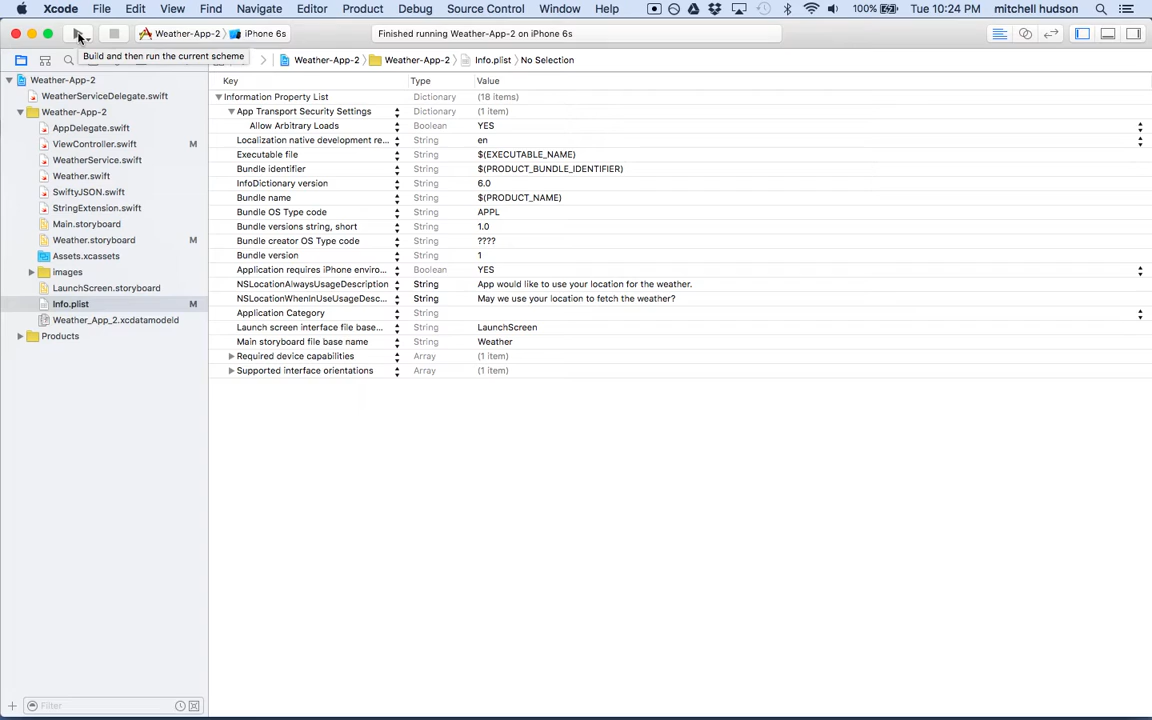 Xcode File Edit View Find Navigate Editor Product Debug Source Control Window Help 100% Tue 10:24 PM mitchell hudson
Weather-App-2 iPhone 6s Finished running Weather-App-2 on iPhone 6s
Build and then run the current scheme
Weather-App-2 Weather-App-2 Info.plist No Selection
Weather-App-2
WeatherServiceDelegate.swift
Weather-App-2
AppDelegate.swift
ViewController.swift M
WeatherService.swift
Weather.swift
SwiftyJSON.swift
StringExtension.swift
Main.storyboard
Weather.storyboard M
Assets.xcassets
images
LaunchScreen.storyboard
Info.plist M
Weather_App_2.xcdatamodeld
Products
Filter
Key Type Value
Information Property List Dictionary (18 items)
App Transport Security Settings Dictionary (1 item)
Allow Arbitrary Loads Boolean YES
Localization native development re... String en
Executable file String $(EXECUTABLE_NAME)
Bundle identifier String $(PRODUCT_BUNDLE_IDENTIFIER)
InfoDictionary version String 6.0
Bundle name String $(PRODUCT_NAME)
Bundle OS Type code String APPL
Bundle versions string, short String 1.0
Bundle creator OS Type code String ????
Bundle version String 1
Application requires iPhone enviro... Boolean YES
NSLocationAlwaysUsageDescription String App would like to use your location for the weather.
NSLocationWhenInUseUsageDesc... String May we use your location to fetch the weather?
Application Category String
Launch screen interface file base... String LaunchScreen
Main storyboard file base name String Weather
Required device capabilities Array (1 item)
Supported interface orientations Array (1 item)